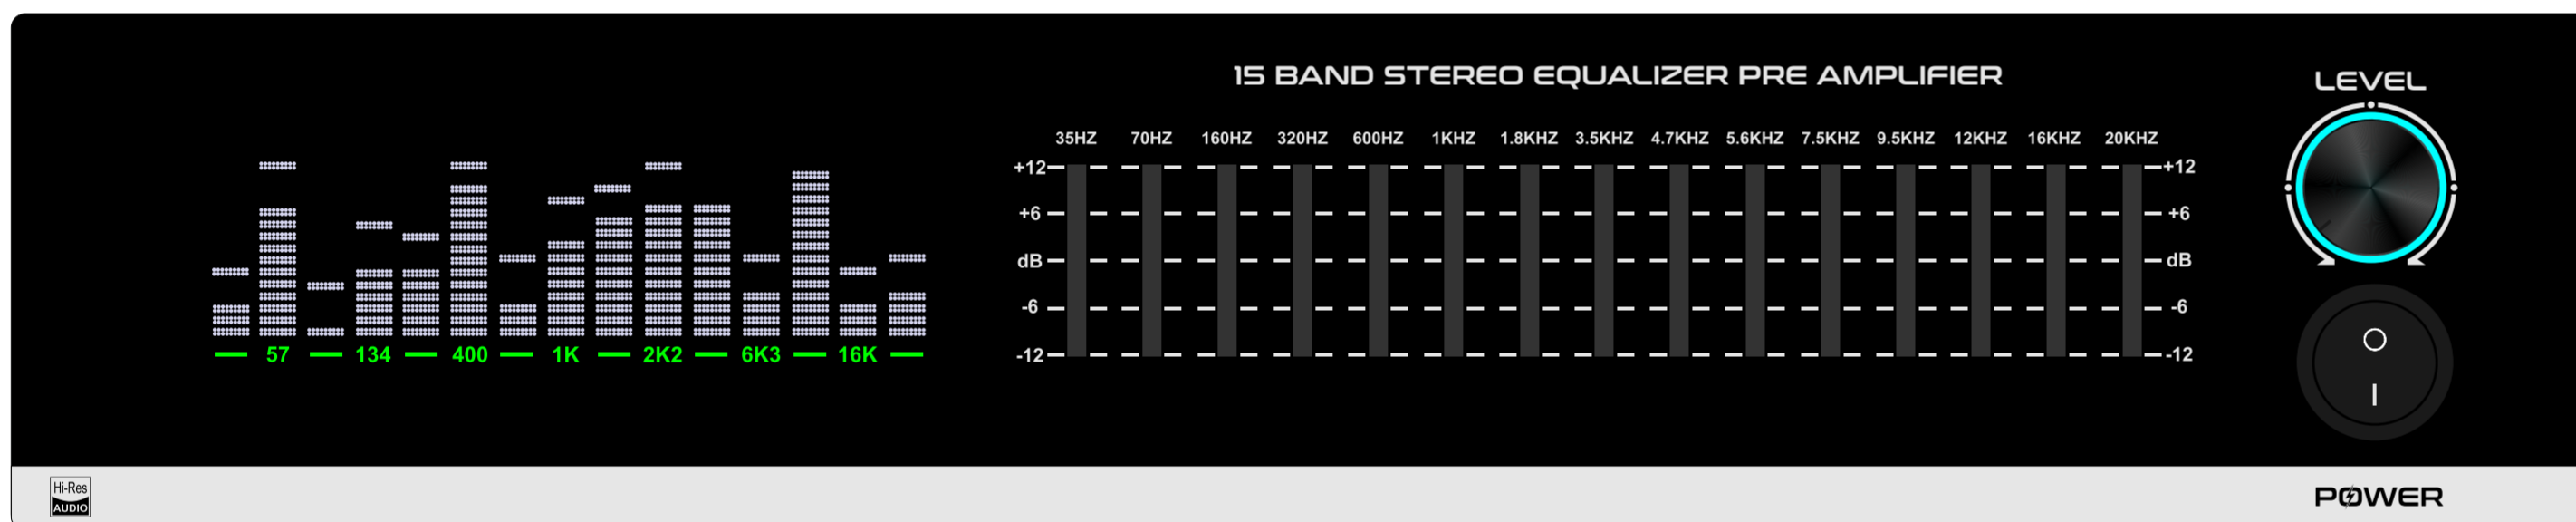 15 BAND STEREO EQUALIZER PRE AMPLIFIER
LEVEL
35HZ 70HZ 160HZ 320HZ 600HZ 1KHZ 1.8KHZ 3.5KHZ 4.7KHZ 5.6KHZ 7.5KHZ 9.5KHZ 12KHZ 16KHZ 20KHZ
+12 +12
+6 +6
dB dB
-6 -6
-12 -12
57 134 400 1K 2K2 6K3 16K
Hi-Res
AUDIO
POWER